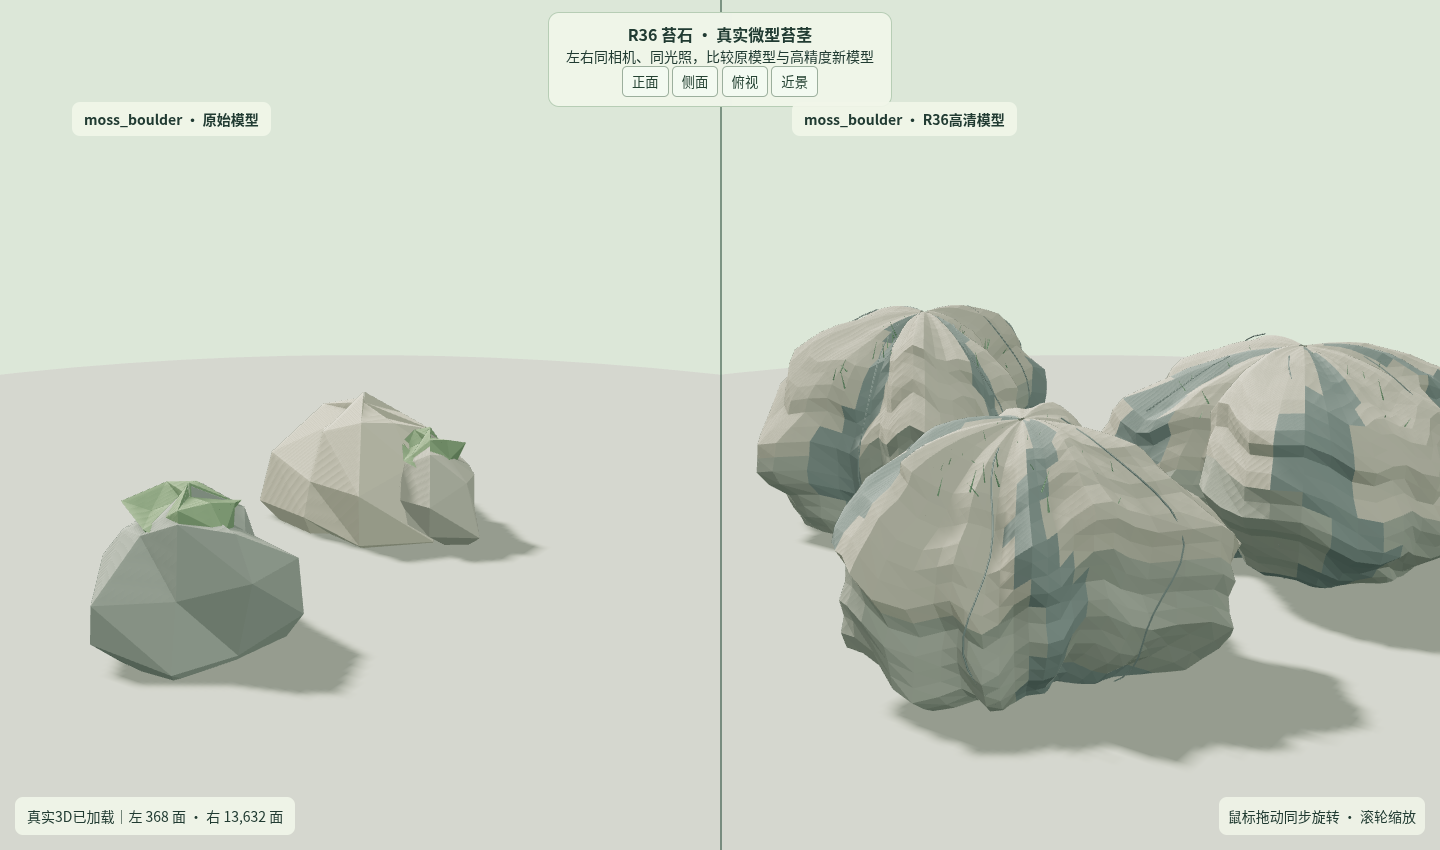 R36 苔石 · 真实微型苔茎
左右同相机、同光照，比较原模型与高精度新模型
正面 侧面 俯视 近景
moss_boulder · 原始模型
moss_boulder · R36高清模型
真实3D已加载｜左 368 面 · 右 13,632 面
鼠标拖动同步旋转 · 滚轮缩放